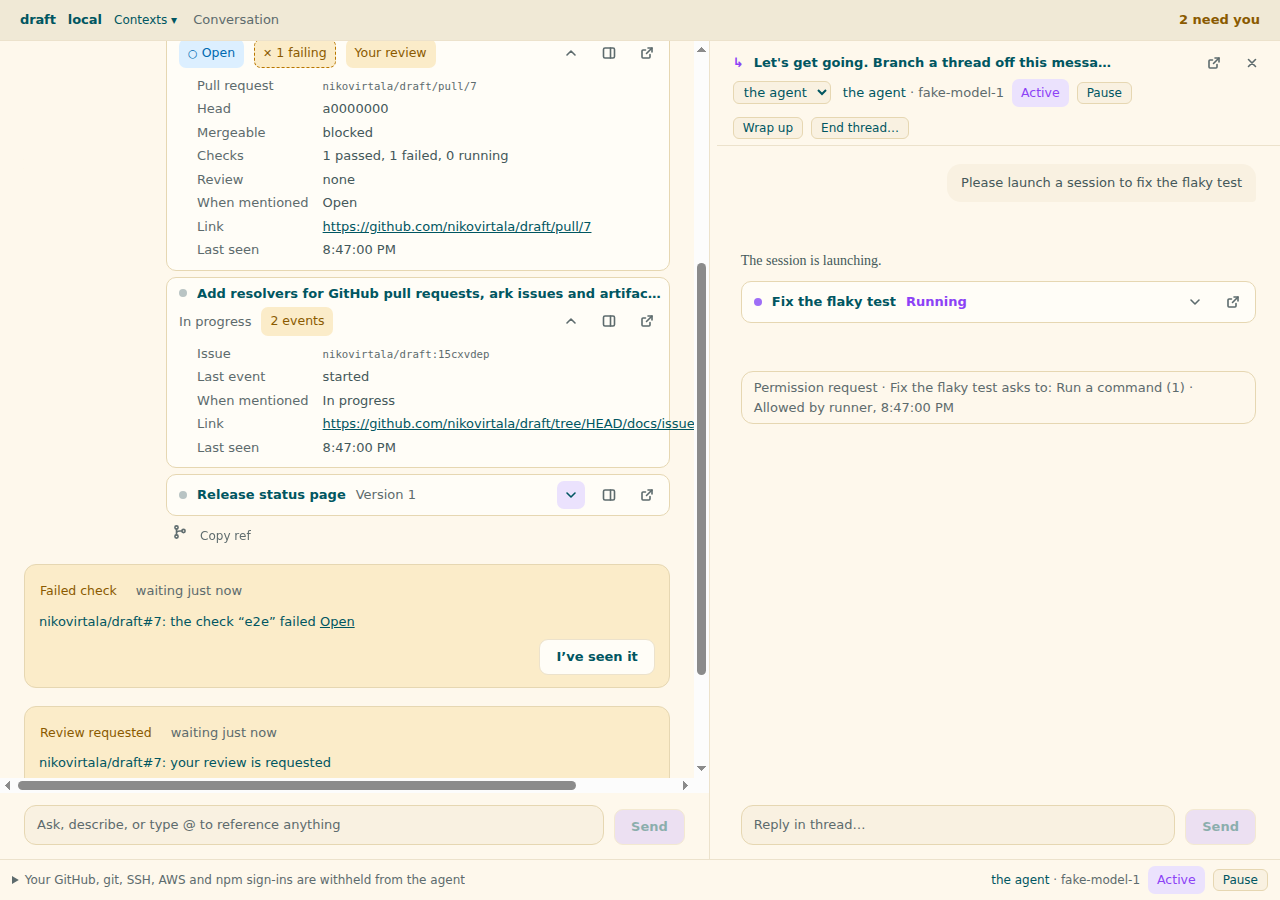 draft local Contexts ▾ Conversation 2 need you
○ Open × 1 failing Your review
Pull request nikovirtala/draft/pull/7
Head a0000000
Mergeable blocked
Checks 1 passed, 1 failed, 0 running
Review none
When mentioned Open
Link https://github.com/nikovirtala/draft/pull/7
Last seen 8:47:00 PM
Add resolvers for GitHub pull requests, ark issues and artifac…
In progress 2 events
Issue nikovirtala/draft:15cxvdep
Last event started
When mentioned In progress
Link https://github.com/nikovirtala/draft/tree/HEAD/docs/issue
Last seen 8:47:00 PM
Release status page Version 1
Copy ref
Failed check waiting just now
nikovirtala/draft#7: the check “e2e” failed Open
I’ve seen it
Review requested waiting just now
nikovirtala/draft#7: your review is requested
Ask, describe, or type @ to reference anything Send
↳ Let's get going. Branch a thread off this messa…
the agent the agent · fake-model-1 Active Pause
Wrap up End thread…
Please launch a session to fix the flaky test
The session is launching.
Fix the flaky test Running
Permission request · Fix the flaky test asks to: Run a command (1) ·
Allowed by runner, 8:47:00 PM
Reply in thread… Send
▶ Your GitHub, git, SSH, AWS and npm sign-ins are withheld from the agent the agent · fake-model-1 Active Pause